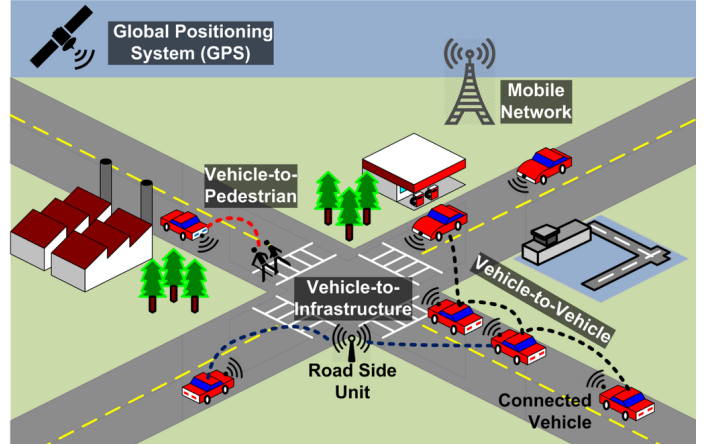 Global Positioning
System (GPS)
Mobile
Network
Vehicle-to-
Pedestrian
Vehicle-to-
Infrastructure
Vehicle-to-Vehicle
Road Side
Unit
Connected
Vehicle